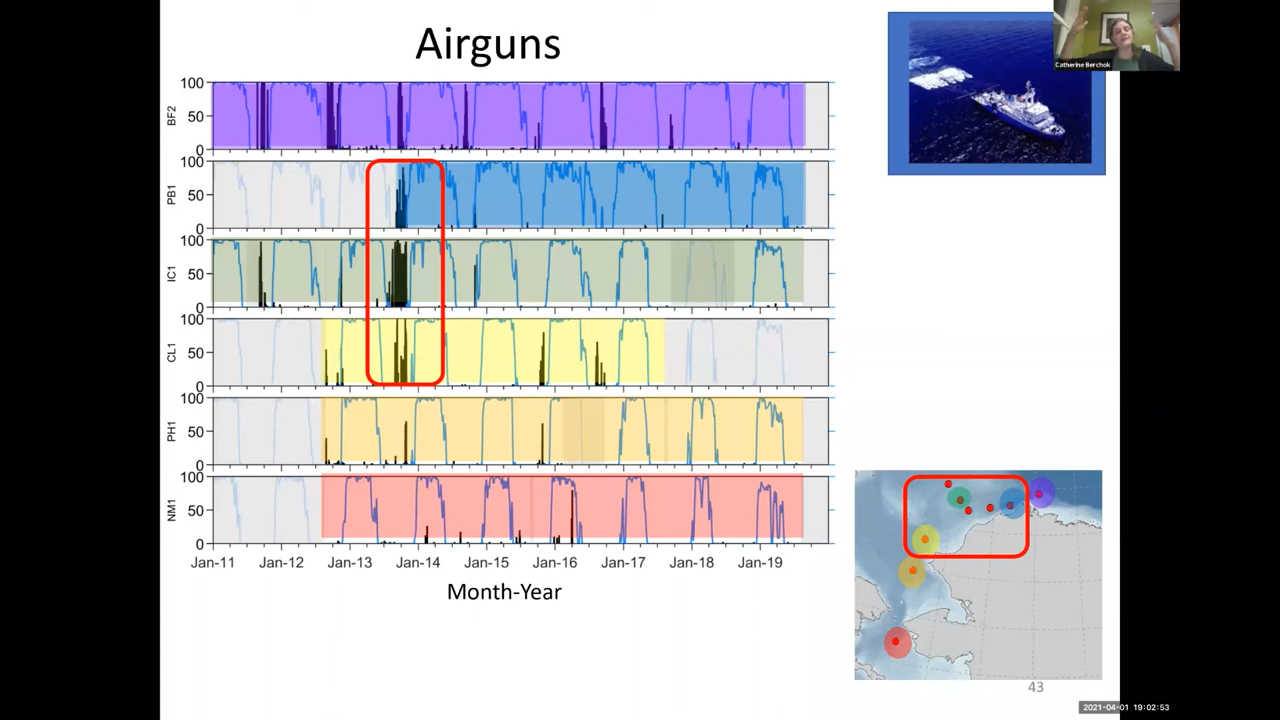 Airguns
Catherine Berchok
100
50
0
BF2
100
50
0
PB1
100
50
0
IC1
100
50
0
CL1
100
50
0
PH1
100
50
0
NM1
Jan-11 Jan-12 Jan-13 Jan-14 Jan-15 Jan-16 Jan-17 Jan-18 Jan-19
Month-Year
43
2021-04-01 19:02:53